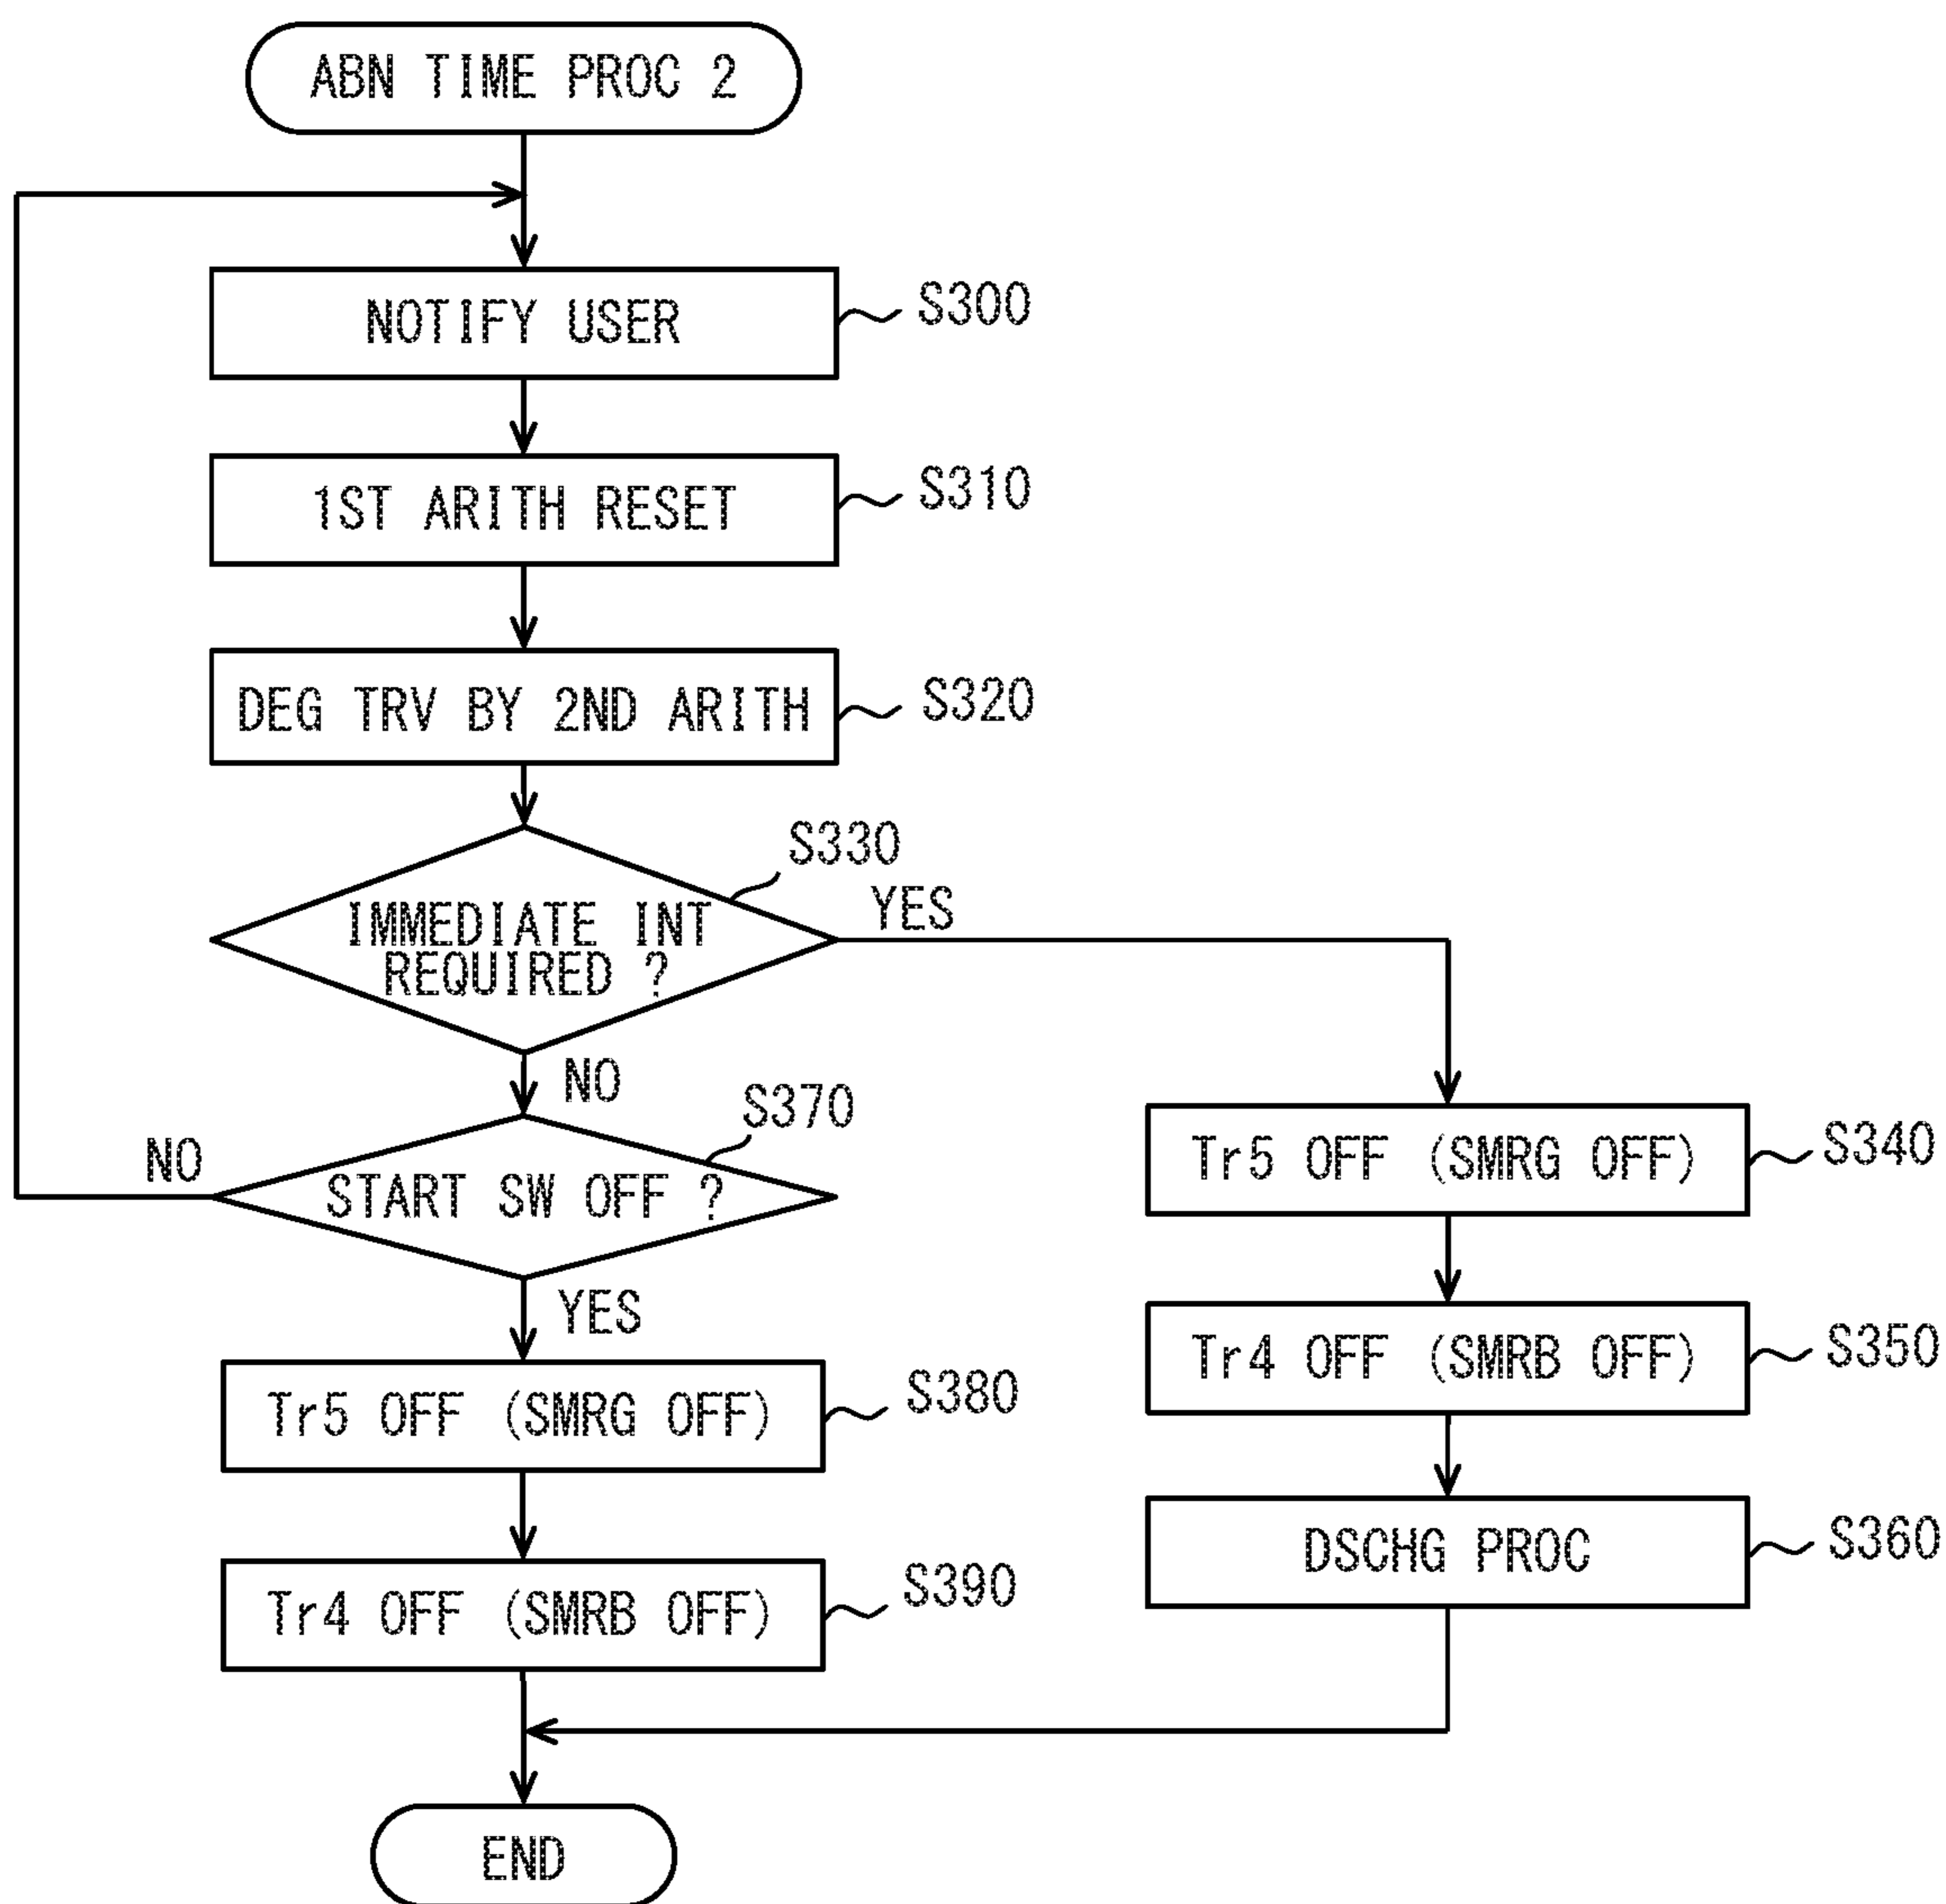 ABN TIME PROC 2
NOTIFY USER
S300
1ST ARITH RESET
S310
DEG TRV BY 2ND ARITH
S320
S330
IMMEDIATE INT
REQUIRED ?
YES
NO
S370
START SW OFF ?
NO
YES
Tr5 OFF (SMRG OFF)
S340
Tr4 OFF (SMRB OFF)
S350
DSCHG PROC
S360
Tr5 OFF (SMRG OFF)
S380
Tr4 OFF (SMRB OFF)
S390
END